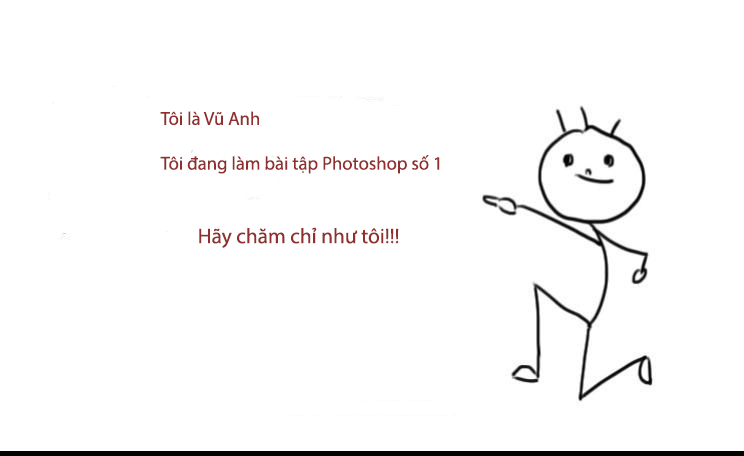 Tôi là Vũ Anh
Tôi đang làm bài tập Photoshop số 1
Hãy chăm chỉ như tôi!!!